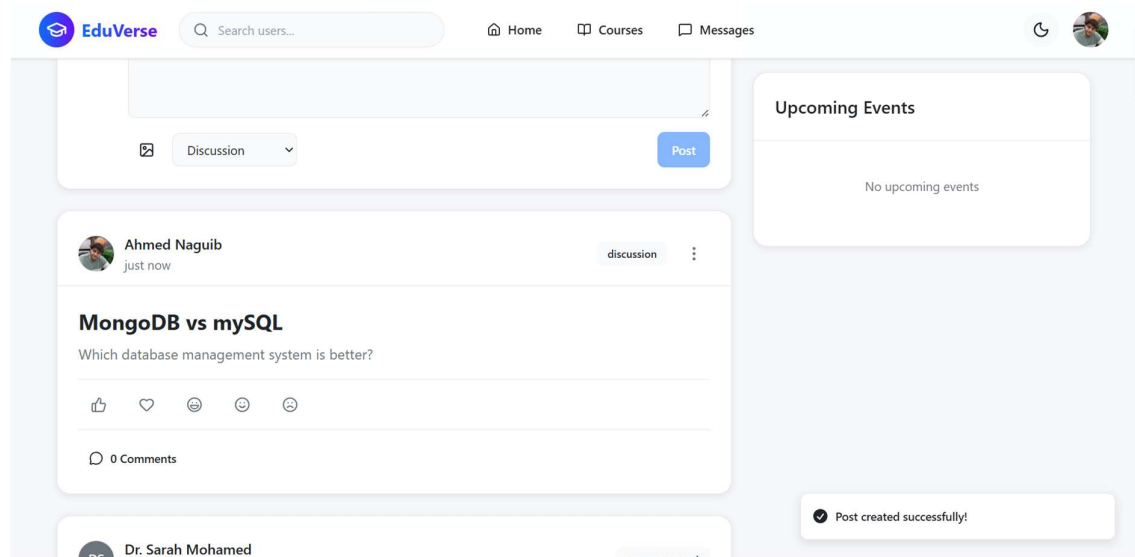 EduVerse
Search users...
Home
Courses
Messages
Discussion
Post
Upcoming Events
No upcoming events
Ahmed Naguib
just now
discussion
MongoDB vs mySQL
Which database management system is better?
0 Comments
Post created successfully!
Dr. Sarah Mohamed